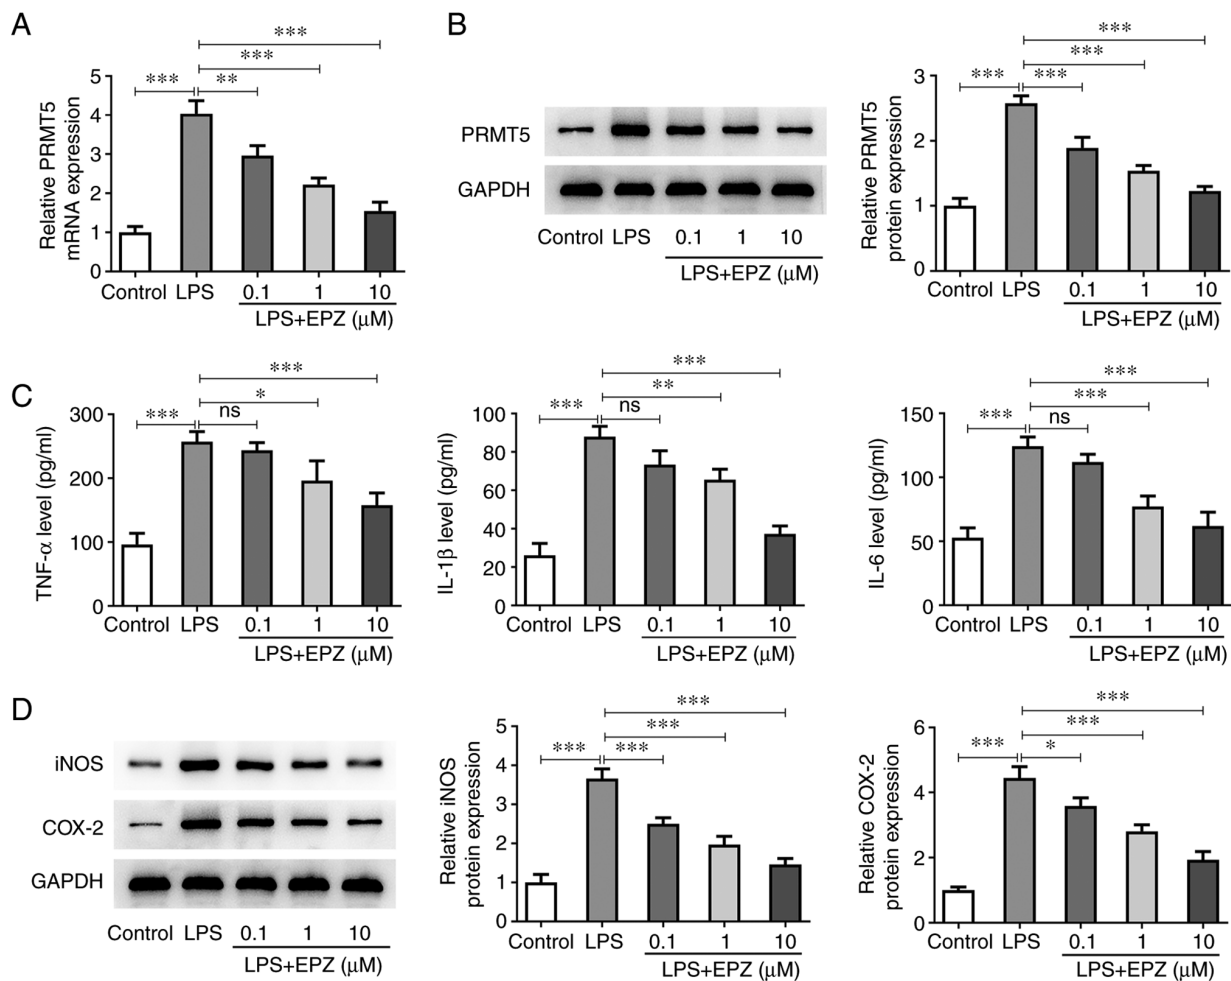 A
Relative PRMT5
mRNA expression
5
4
3
2
1
0
***
***
***
**
Control LPS 0.1 1 10
LPS+EPZ (μM)
B
PRMT5
GAPDH
Control LPS 0.1 1 10
LPS+EPZ (μM)
Relative PRMT5
protein expression
3
2
1
0
***
***
*** ***
Control LPS 0.1 1 10
LPS+EPZ (μM)
C
TNF-α level (pg/ml)
300
200
100
0
***
*
*** ns
Control LPS 0.1 1 10
LPS+EPZ (μM)
IL-1β level (pg/ml)
100
80
60
40
20
0
***
**
*** ns
Control LPS 0.1 1 10
LPS+EPZ (μM)
IL-6 level (pg/ml)
150
100
50
0
***
***
*** ns
Control LPS 0.1 1 10
LPS+EPZ (μM)
D
iNOS
COX-2
GAPDH
Control LPS 0.1 1 10
LPS+EPZ (μM)
Relative iNOS
protein expression
5
4
3
2
1
0
***
***
*** ***
Control LPS 0.1 1 10
LPS+EPZ (μM)
Relative COX-2
protein expression
6
4
2
0
***
***
*** *
Control LPS 0.1 1 10
LPS+EPZ (μM)